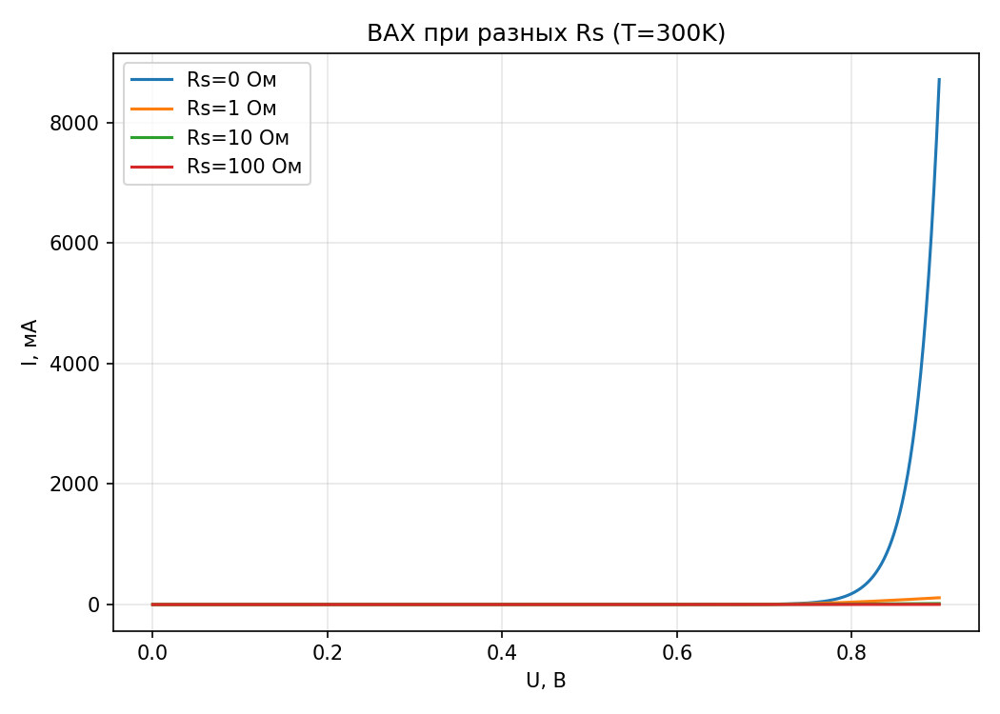 ВАХ при разных Rs (T=300K)
Rs=0 Ом
Rs=1 Ом
Rs=10 Ом
Rs=100 Ом
8000
6000
4000
2000
0
I, мА
0.0 0.2 0.4 0.6 0.8
U, В